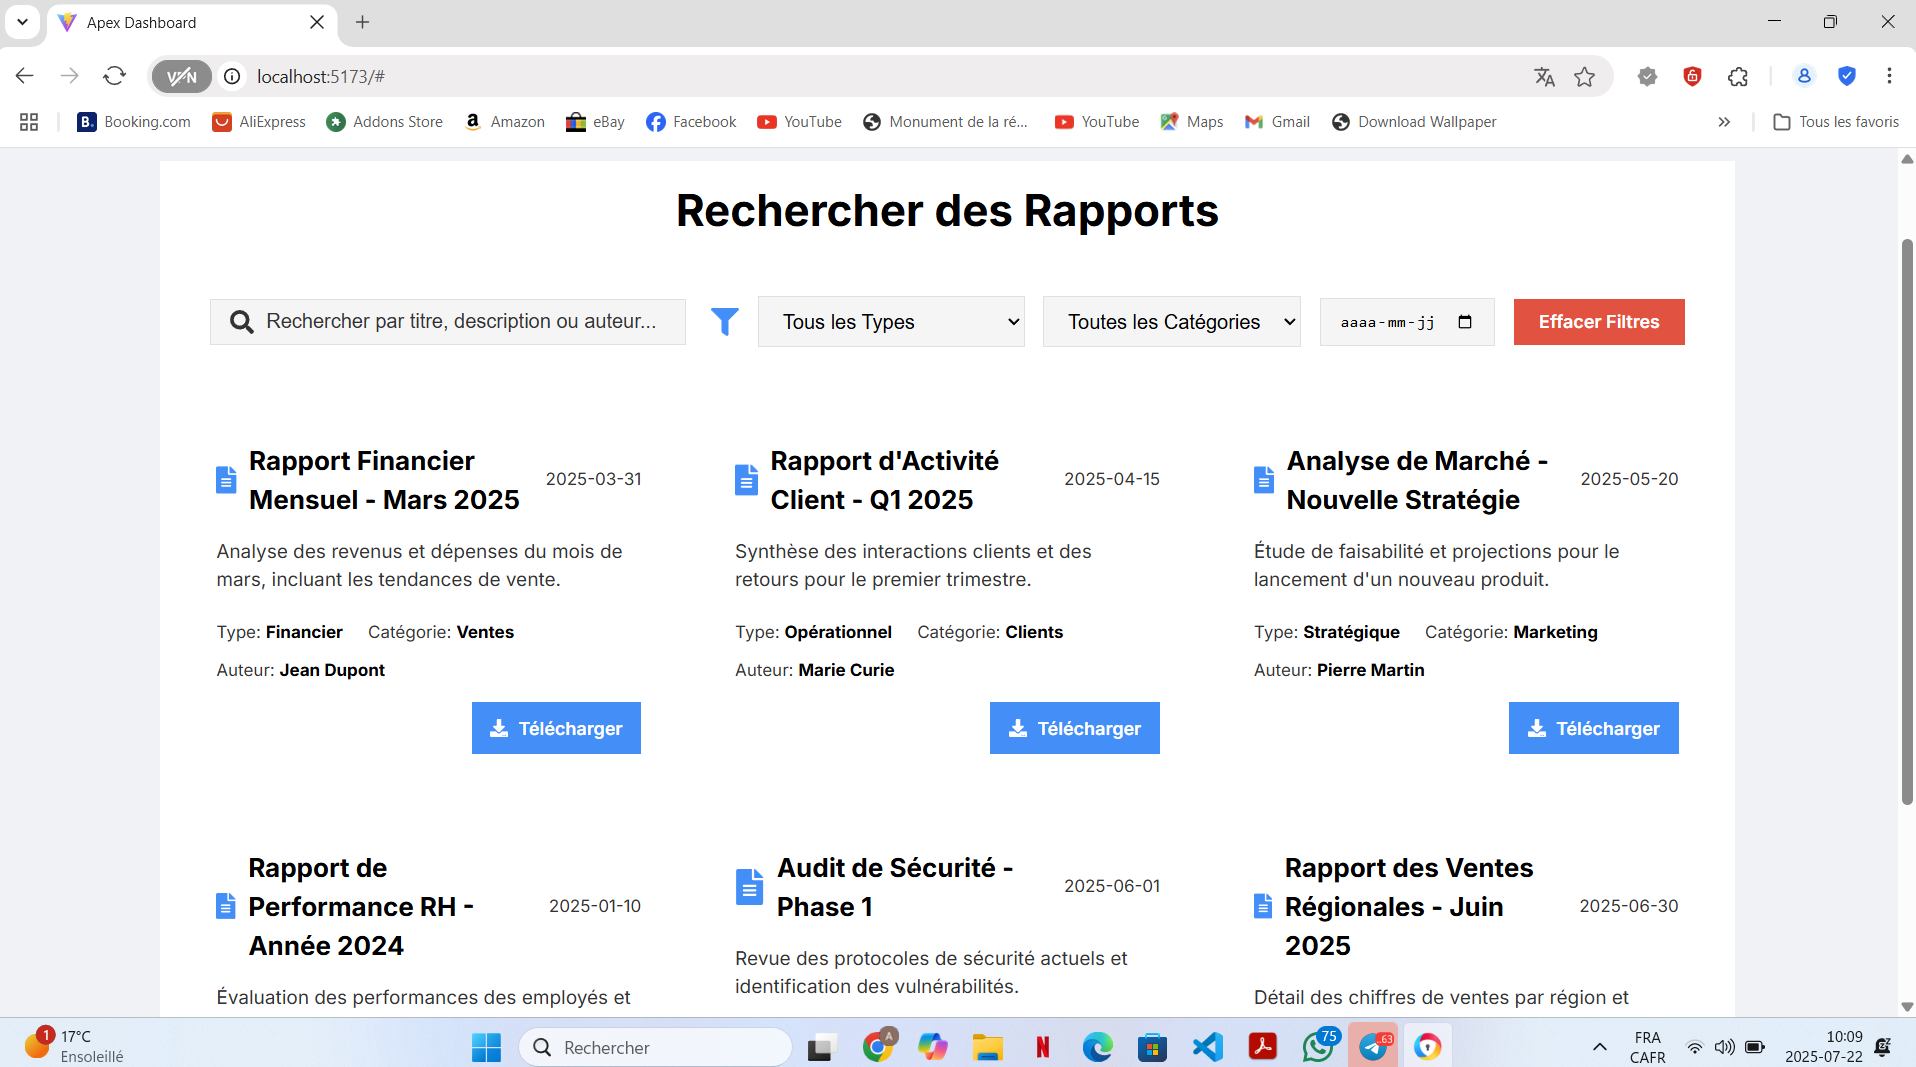 Apex Dashboard
VPN
localhost:5173/#
Booking.com
AliExpress
Addons Store
Amazon
eBay
Facebook
YouTube
Monument de la ré...
YouTube
Maps
Gmail
Download Wallpaper
Tous les favoris
Rechercher des Rapports
Rechercher par titre, description ou auteur...
Tous les Types
Toutes les Catégories
aaaa-mm-jj
Effacer Filtres
Rapport Financier
Mensuel - Mars 2025
2025-03-31
Analyse des revenus et dépenses du mois de
mars, incluant les tendances de vente.
Type: Financier Catégorie: Ventes
Auteur: Jean Dupont
Télécharger
Rapport d'Activité
Client - Q1 2025
2025-04-15
Synthèse des interactions clients et des
retours pour le premier trimestre.
Type: Opérationnel Catégorie: Clients
Auteur: Marie Curie
Télécharger
Analyse de Marché -
Nouvelle Stratégie
2025-05-20
Étude de faisabilité et projections pour le
lancement d'un nouveau produit.
Type: Stratégique Catégorie: Marketing
Auteur: Pierre Martin
Télécharger
Rapport de
Performance RH -
Année 2024
2025-01-10
Évaluation des performances des employés et
Audit de Sécurité -
Phase 1
2025-06-01
Revue des protocoles de sécurité actuels et
identification des vulnérabilités.
Rapport des Ventes
Régionales - Juin
2025
2025-06-30
Détail des chiffres de ventes par région et
1
17°C
Ensoleillé
Rechercher
A
N
75
.63
FRA
CAFR
10:09
2025-07-22